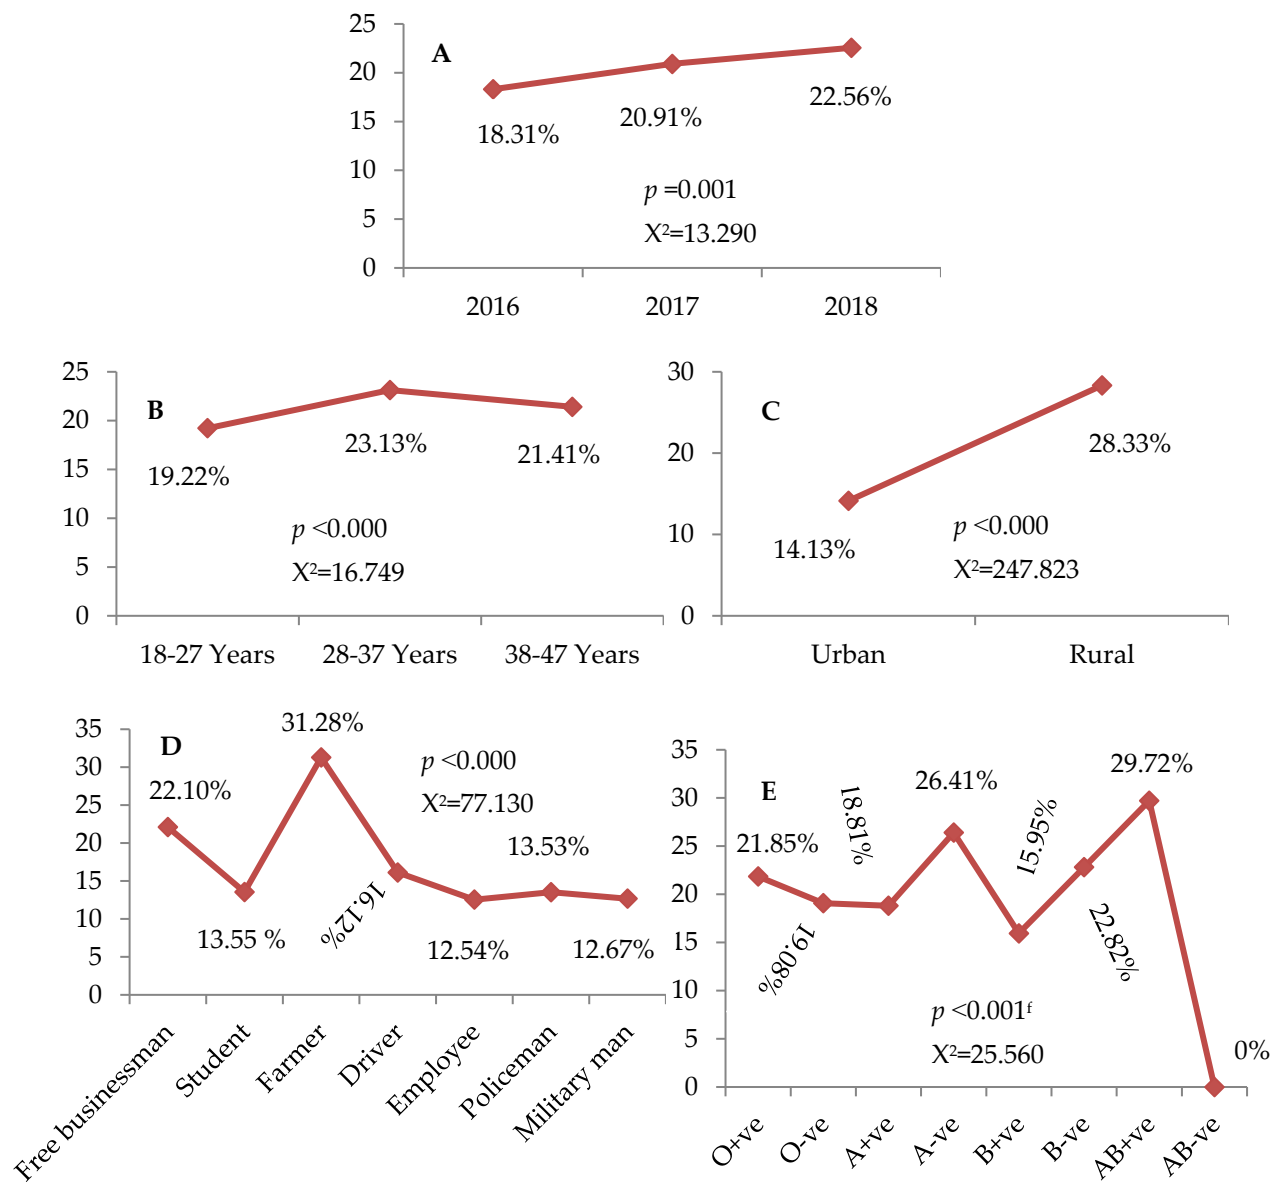 A
25
20
15
10
5
0
18.31%
20.91%
22.56%
p =0.001
X²=13.290
2016 2017 2018
B
25
20
15
10
5
0
19.22%
23.13%
21.41%
p <0.000
X²=16.749
18-27 Years 28-37 Years 38-47 Years
C
30
20
10
0
14.13%
28.33%
p <0.000
X²=247.823
Urban Rural
D
35
30
25
20
15
10
5
0
22.10%
13.55 %
31.28%
16.12%
12.54%
13.53%
12.67%
p <0.000
X²=77.130
Free businessman
Student
Farmer
Driver
Employee
Policeman
Military man
E
35
30
25
20
15
10
5
0
21.85%
19.08%
18.81%
26.41%
15.95%
22.82%
29.72%
0%
p <0.001ᶠ
X²=25.560
O+ve
O-ve
A+ve
A-ve
B+ve
B-ve
AB+ve
AB-ve